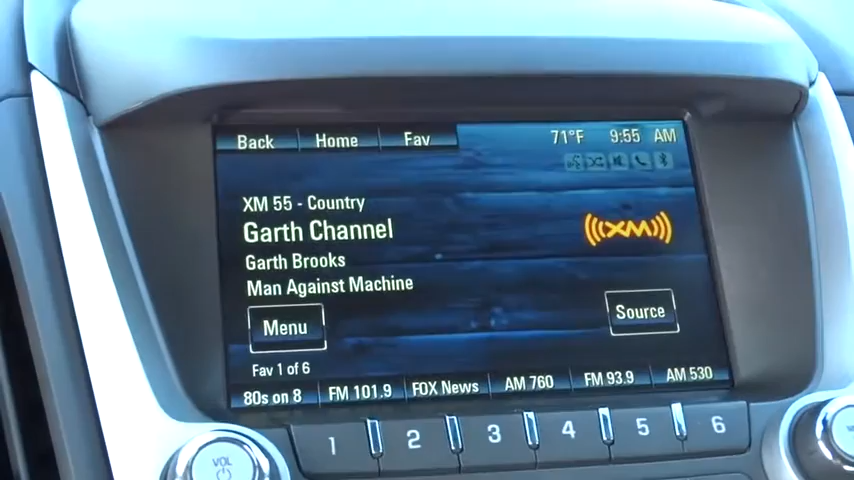 Back Home Fav 71°F 9:55 AM
XM 55 - Country
Garth Channel
XM
Garth Brooks
Man Against Machine
Menu Source
Fav 1 of 6
80s on 8 FM 101.9 FOX News AM 760 FM 93.9 AM 530
1 2 3 4 5 6
VOL